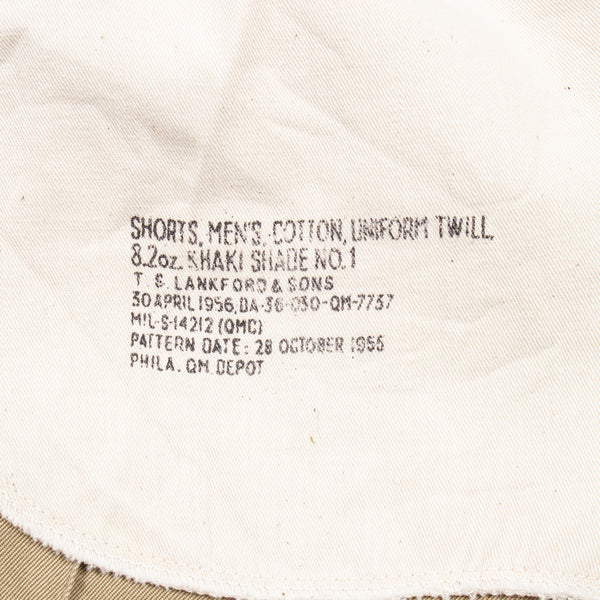 SHORTS, MEN'S, COTTON, UNIFORM TWILL,
8.2oz. KHAKI SHADE NO.1
T. S. LANKFORD & SONS
30 APRIL 1956, DA-36-030-QM-7737
MIL-S-14212 (QMC)
PATTERN DATE: 28 OCTOBER 1955
PHILA. QM DEPOT